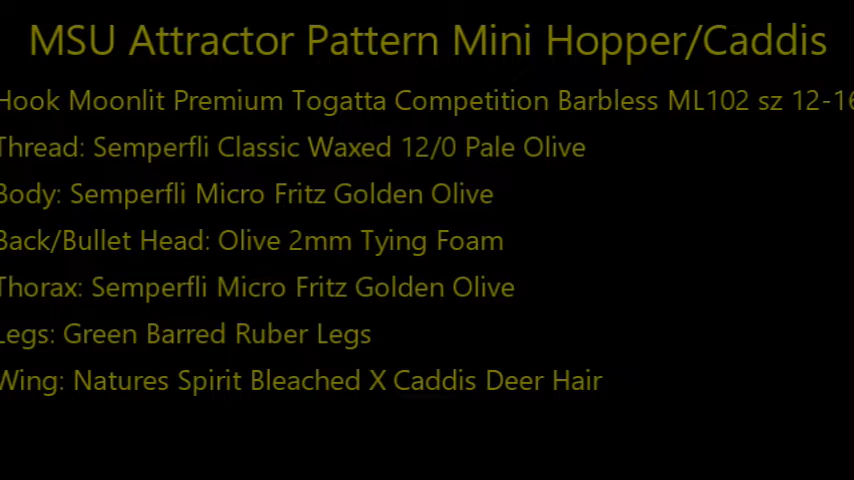 MSU Attractor Pattern Mini Hopper/Caddis
Hook Moonlit Premium Togatta Competition Barbless ML102 sz 12-16
Thread: Semperfli Classic Waxed 12/0 Pale Olive
Body: Semperfli Micro Fritz Golden Olive
Back/Bullet Head: Olive 2mm Tying Foam
Thorax: Semperfli Micro Fritz Golden Olive
Legs: Green Barred Ruber Legs
Wing: Natures Spirit Bleached X Caddis Deer Hair